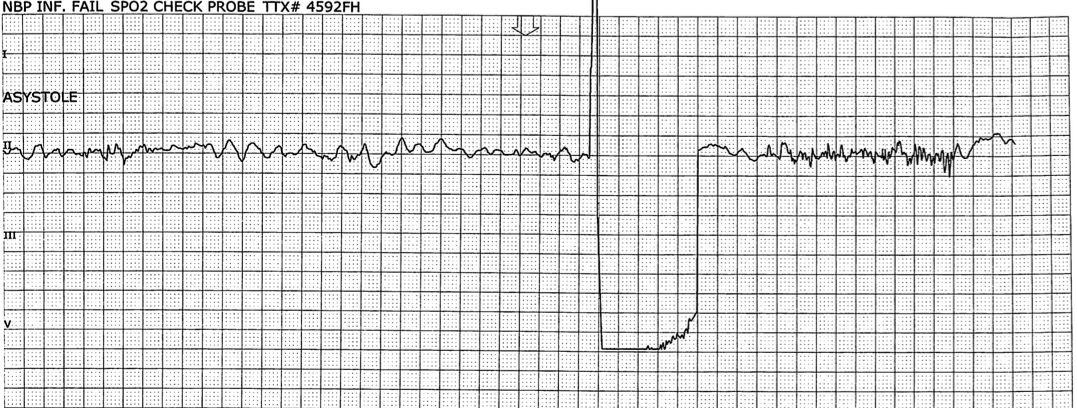 NBP INF. FAIL SPO2 CHECK PROBE TTX# 4592FH
I
ASYSTOLE
II
III
V